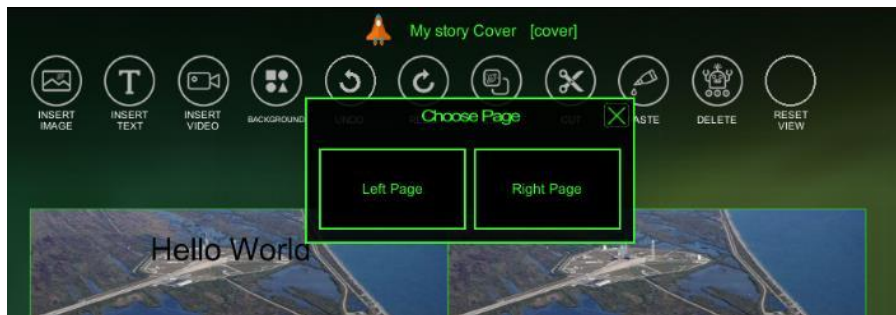 My story Cover [cover]
INSERT IMAGE
INSERT TEXT
INSERT VIDEO
BACKGROUND
UNDO
CUT
DELETE
RESET VIEW
Choose Page
Left Page
Right Page
Hello World